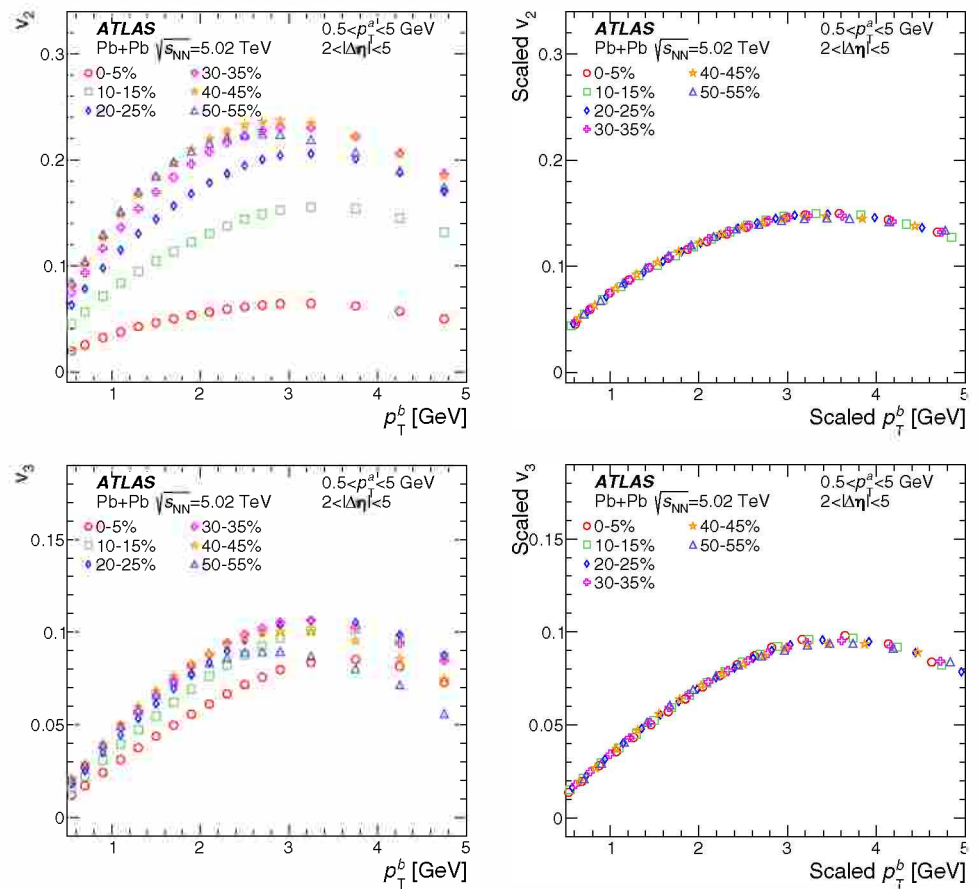 v2
ATLAS
0.5<p_T^a<5 GeV
Pb+Pb √s_NN=5.02 TeV
2<|Δη|<5
0-5%
30-35%
10-15%
40-45%
20-25%
50-55%
0.3
0.2
0.1
0
1 2 3 4 5
p_T^b [GeV]
Scaled v2
ATLAS
0.5<p_T^a<5 GeV
Pb+Pb √s_NN=5.02 TeV
2<|Δη|<5
0-5%
40-45%
10-15%
50-55%
20-25%
30-35%
0.3
0.2
0.1
0
1 2 3 4 5
Scaled p_T^b [GeV]
v3
ATLAS
0.5<p_T^a<5 GeV
Pb+Pb √s_NN=5.02 TeV
2<|Δη|<5
0-5%
30-35%
10-15%
40-45%
20-25%
50-55%
0.15
0.1
0.05
0
1 2 3 4 5
p_T^b [GeV]
Scaled v3
ATLAS
0.5<p_T^a<5 GeV
Pb+Pb √s_NN=5.02 TeV
2<|Δη|<5
0-5%
40-45%
10-15%
50-55%
20-25%
30-35%
0.15
0.1
0.05
0
1 2 3 4 5
Scaled p_T^b [GeV]